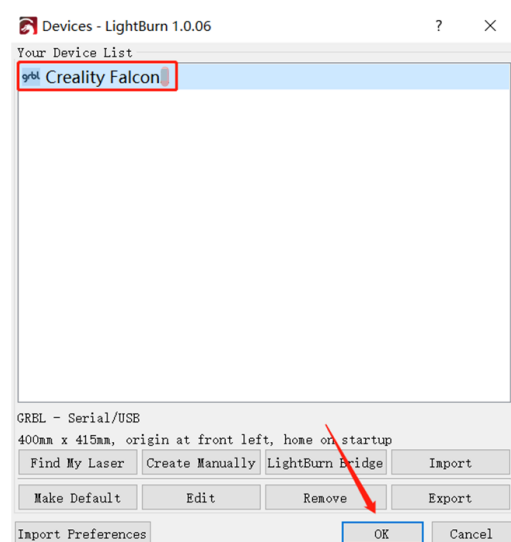 Devices - LightBurn 1.0.06 ?
Your Device List
grbl Creality Falcon
GRBL - Serial/USB
400mm x 415mm, origin at front left, home on startup
Find My Laser Create Manually LightBurn Bridge Import
Make Default Edit Remove Export
Import Preferences OK Cancel